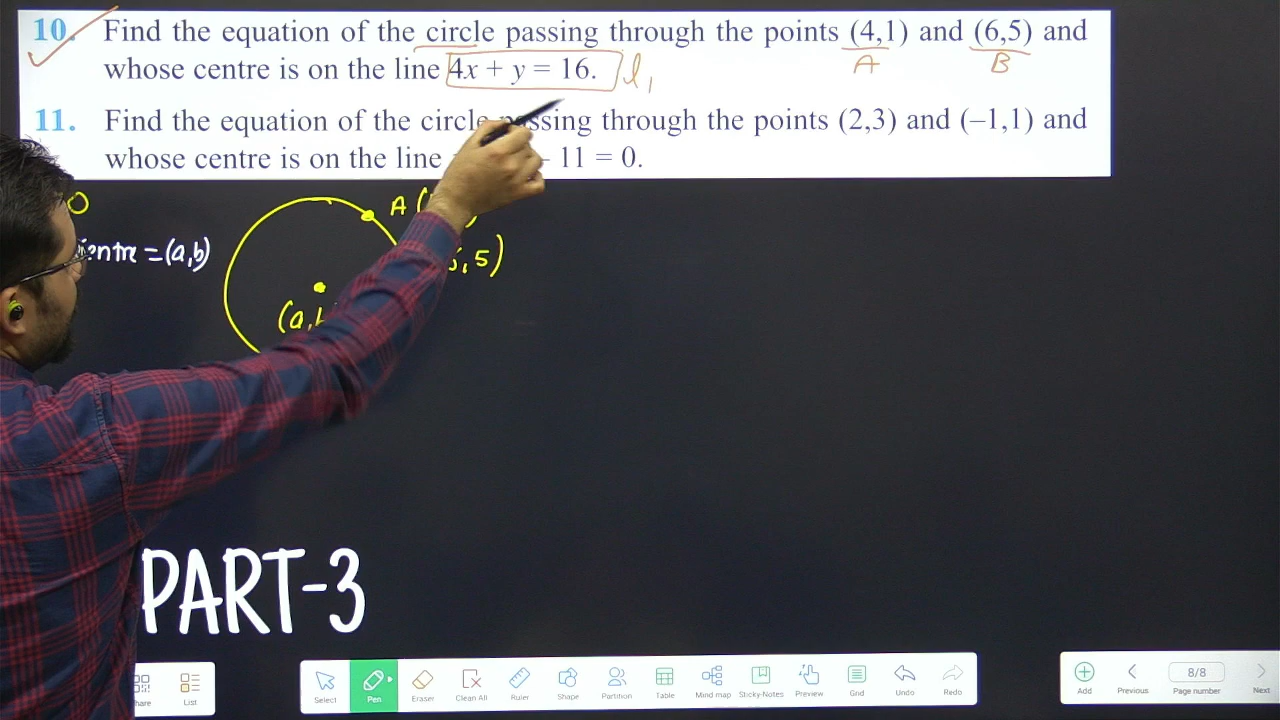 10. Find the equation of the circle passing through the points (4,1) and (6,5) and
whose centre is on the line 4x + y = 16. l₁
A B
11. Find the equation of the circle passing through the points (2,3) and (–1,1) and
whose centre is on the line – 11 = 0.
A (
centre = (a,b)
, 5)
(a,
PART-3
Share List Select Pen Eraser Clean All Ruler Shape Partition Table Mind map Sticky-Notes Preview Grid Undo Redo Add Previous 8/8 Page number Next